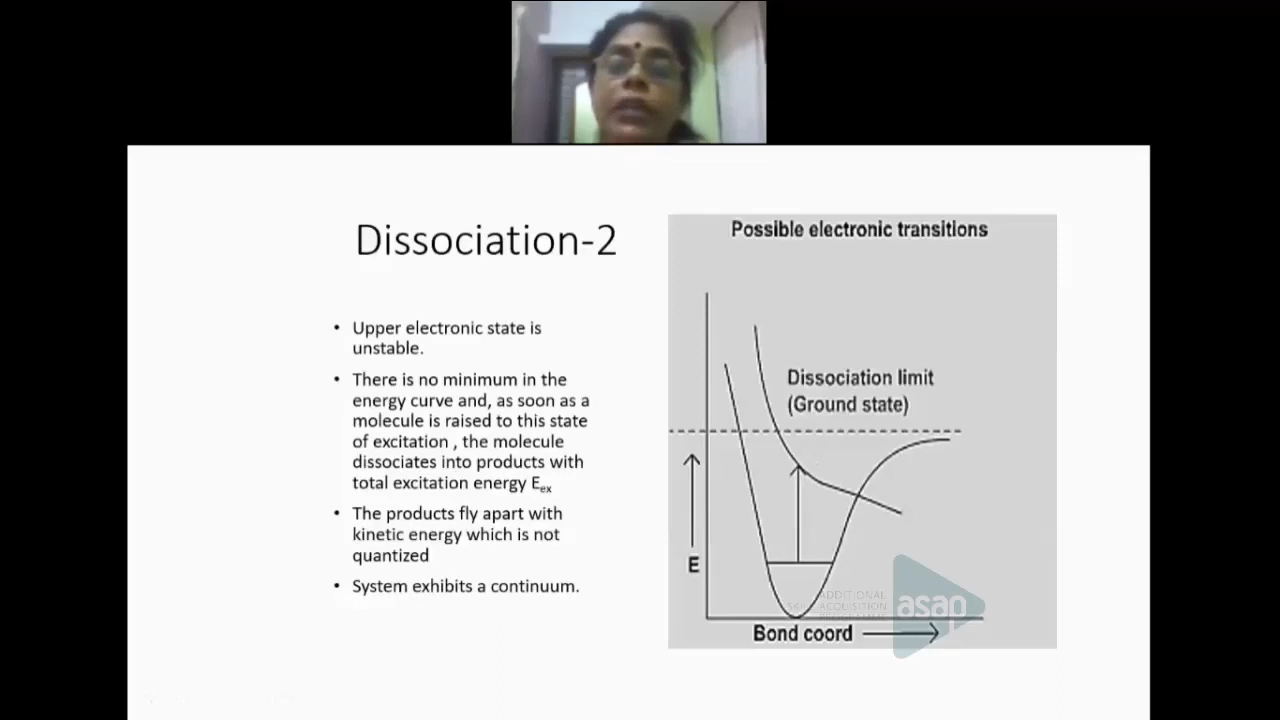 Dissociation-2
• Upper electronic state is
unstable.
• There is no minimum in the
energy curve and, as soon as a
molecule is raised to this state
of excitation , the molecule
dissociates into products with
total excitation energy Eex
• The products fly apart with
kinetic energy which is not
quantized
• System exhibits a continuum.
Possible electronic transitions
Dissociation limit
(Ground state)
E
Bond coord
ADDITIONAL
SKILL ACQUISITION
PROGRAMME
asap